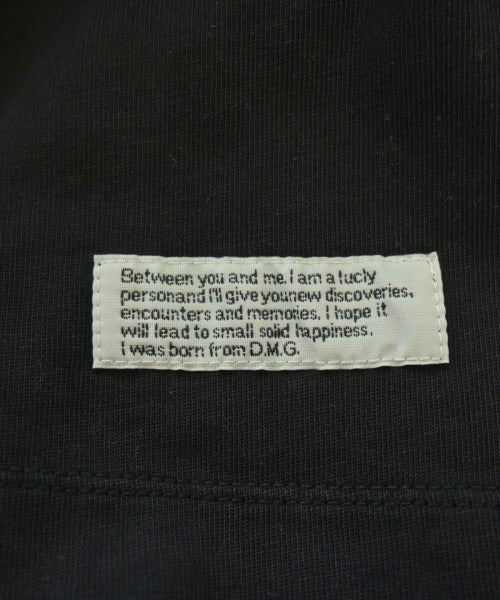 Between you and me. I am a lucly
personand I'll give younew discoveries,
encounters and memories. I hope it
will lead to small solid happiness.
I was born from D.M.G.